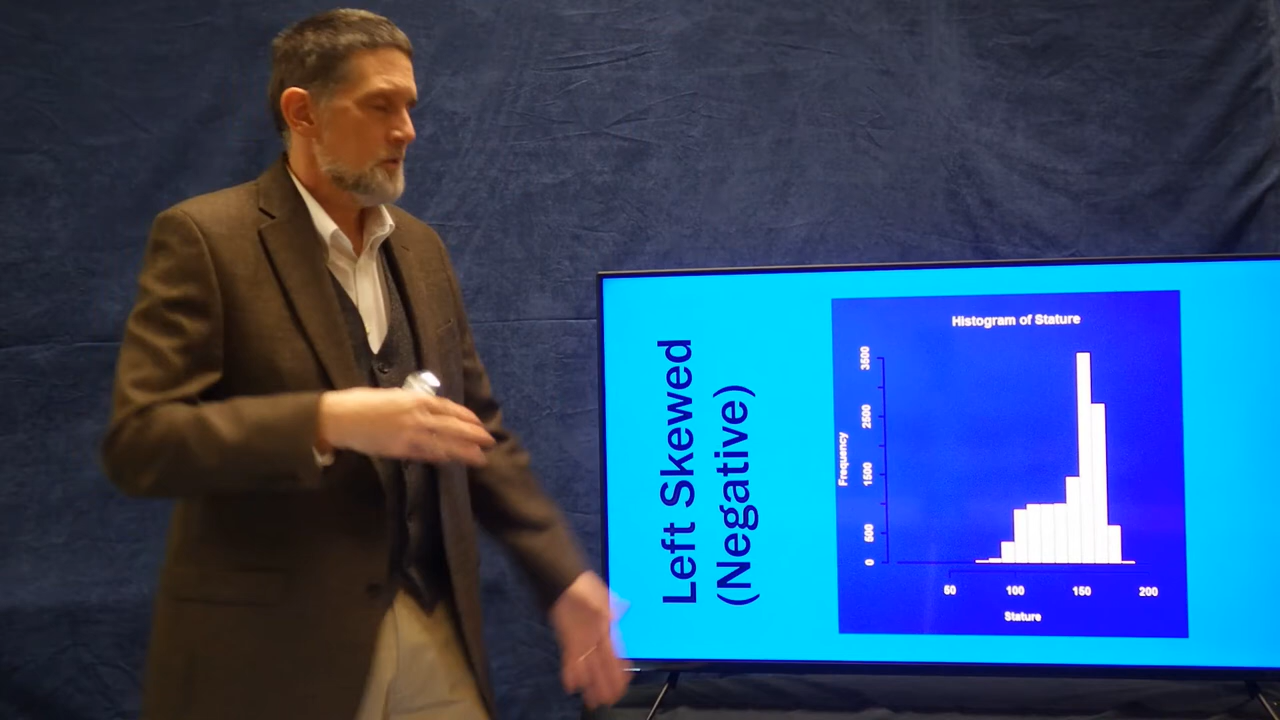 Left Skewed
(Negative)
Histogram of Stature
Frequency
3500
2500
1500
500
0
50 100 150 200
Stature